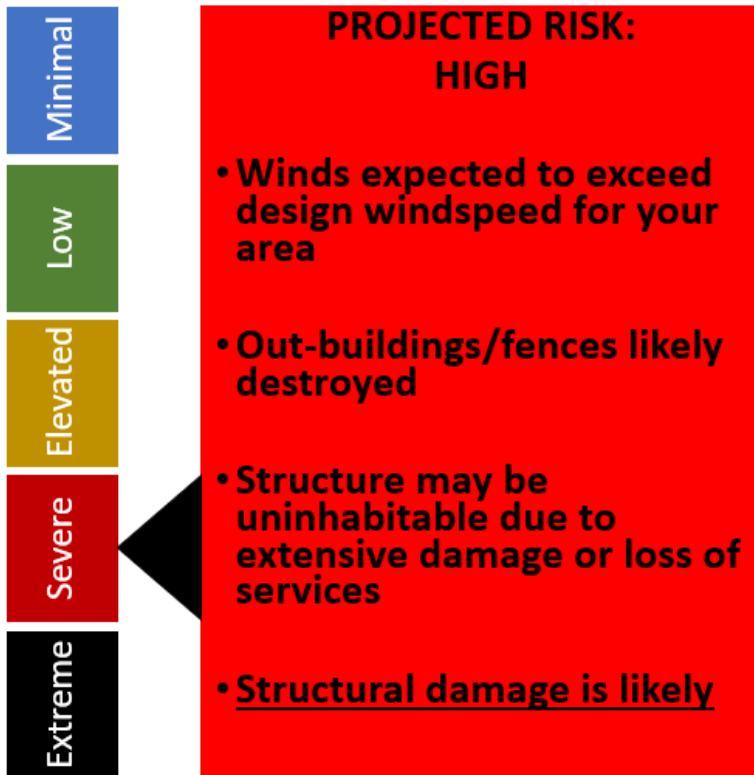 Minimal
Low
Elevated
Severe
Extreme
PROJECTED RISK:
HIGH
• Winds expected to exceed
design windspeed for your
area
• Out-buildings/fences likely
destroyed
• Structure may be
uninhabitable due to
extensive damage or loss of
services
• Structural damage is likely